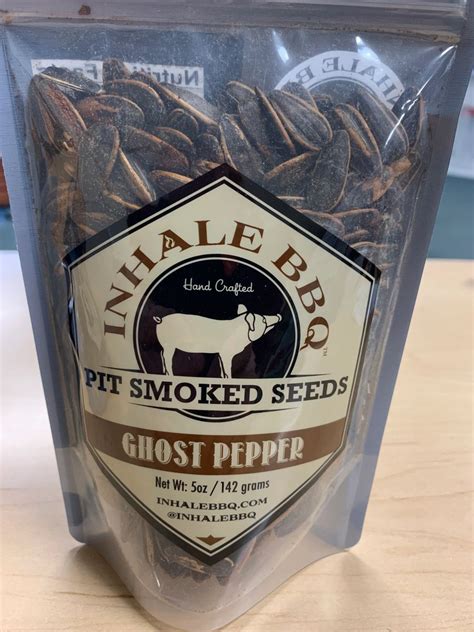 INHALE BBQ
Hand Crafted
PIT SMOKED SEEDS
GHOST PEPPER
Net Wt: 5oz / 142 grams
INHALEBBQ.COM
@INHALEBBQ